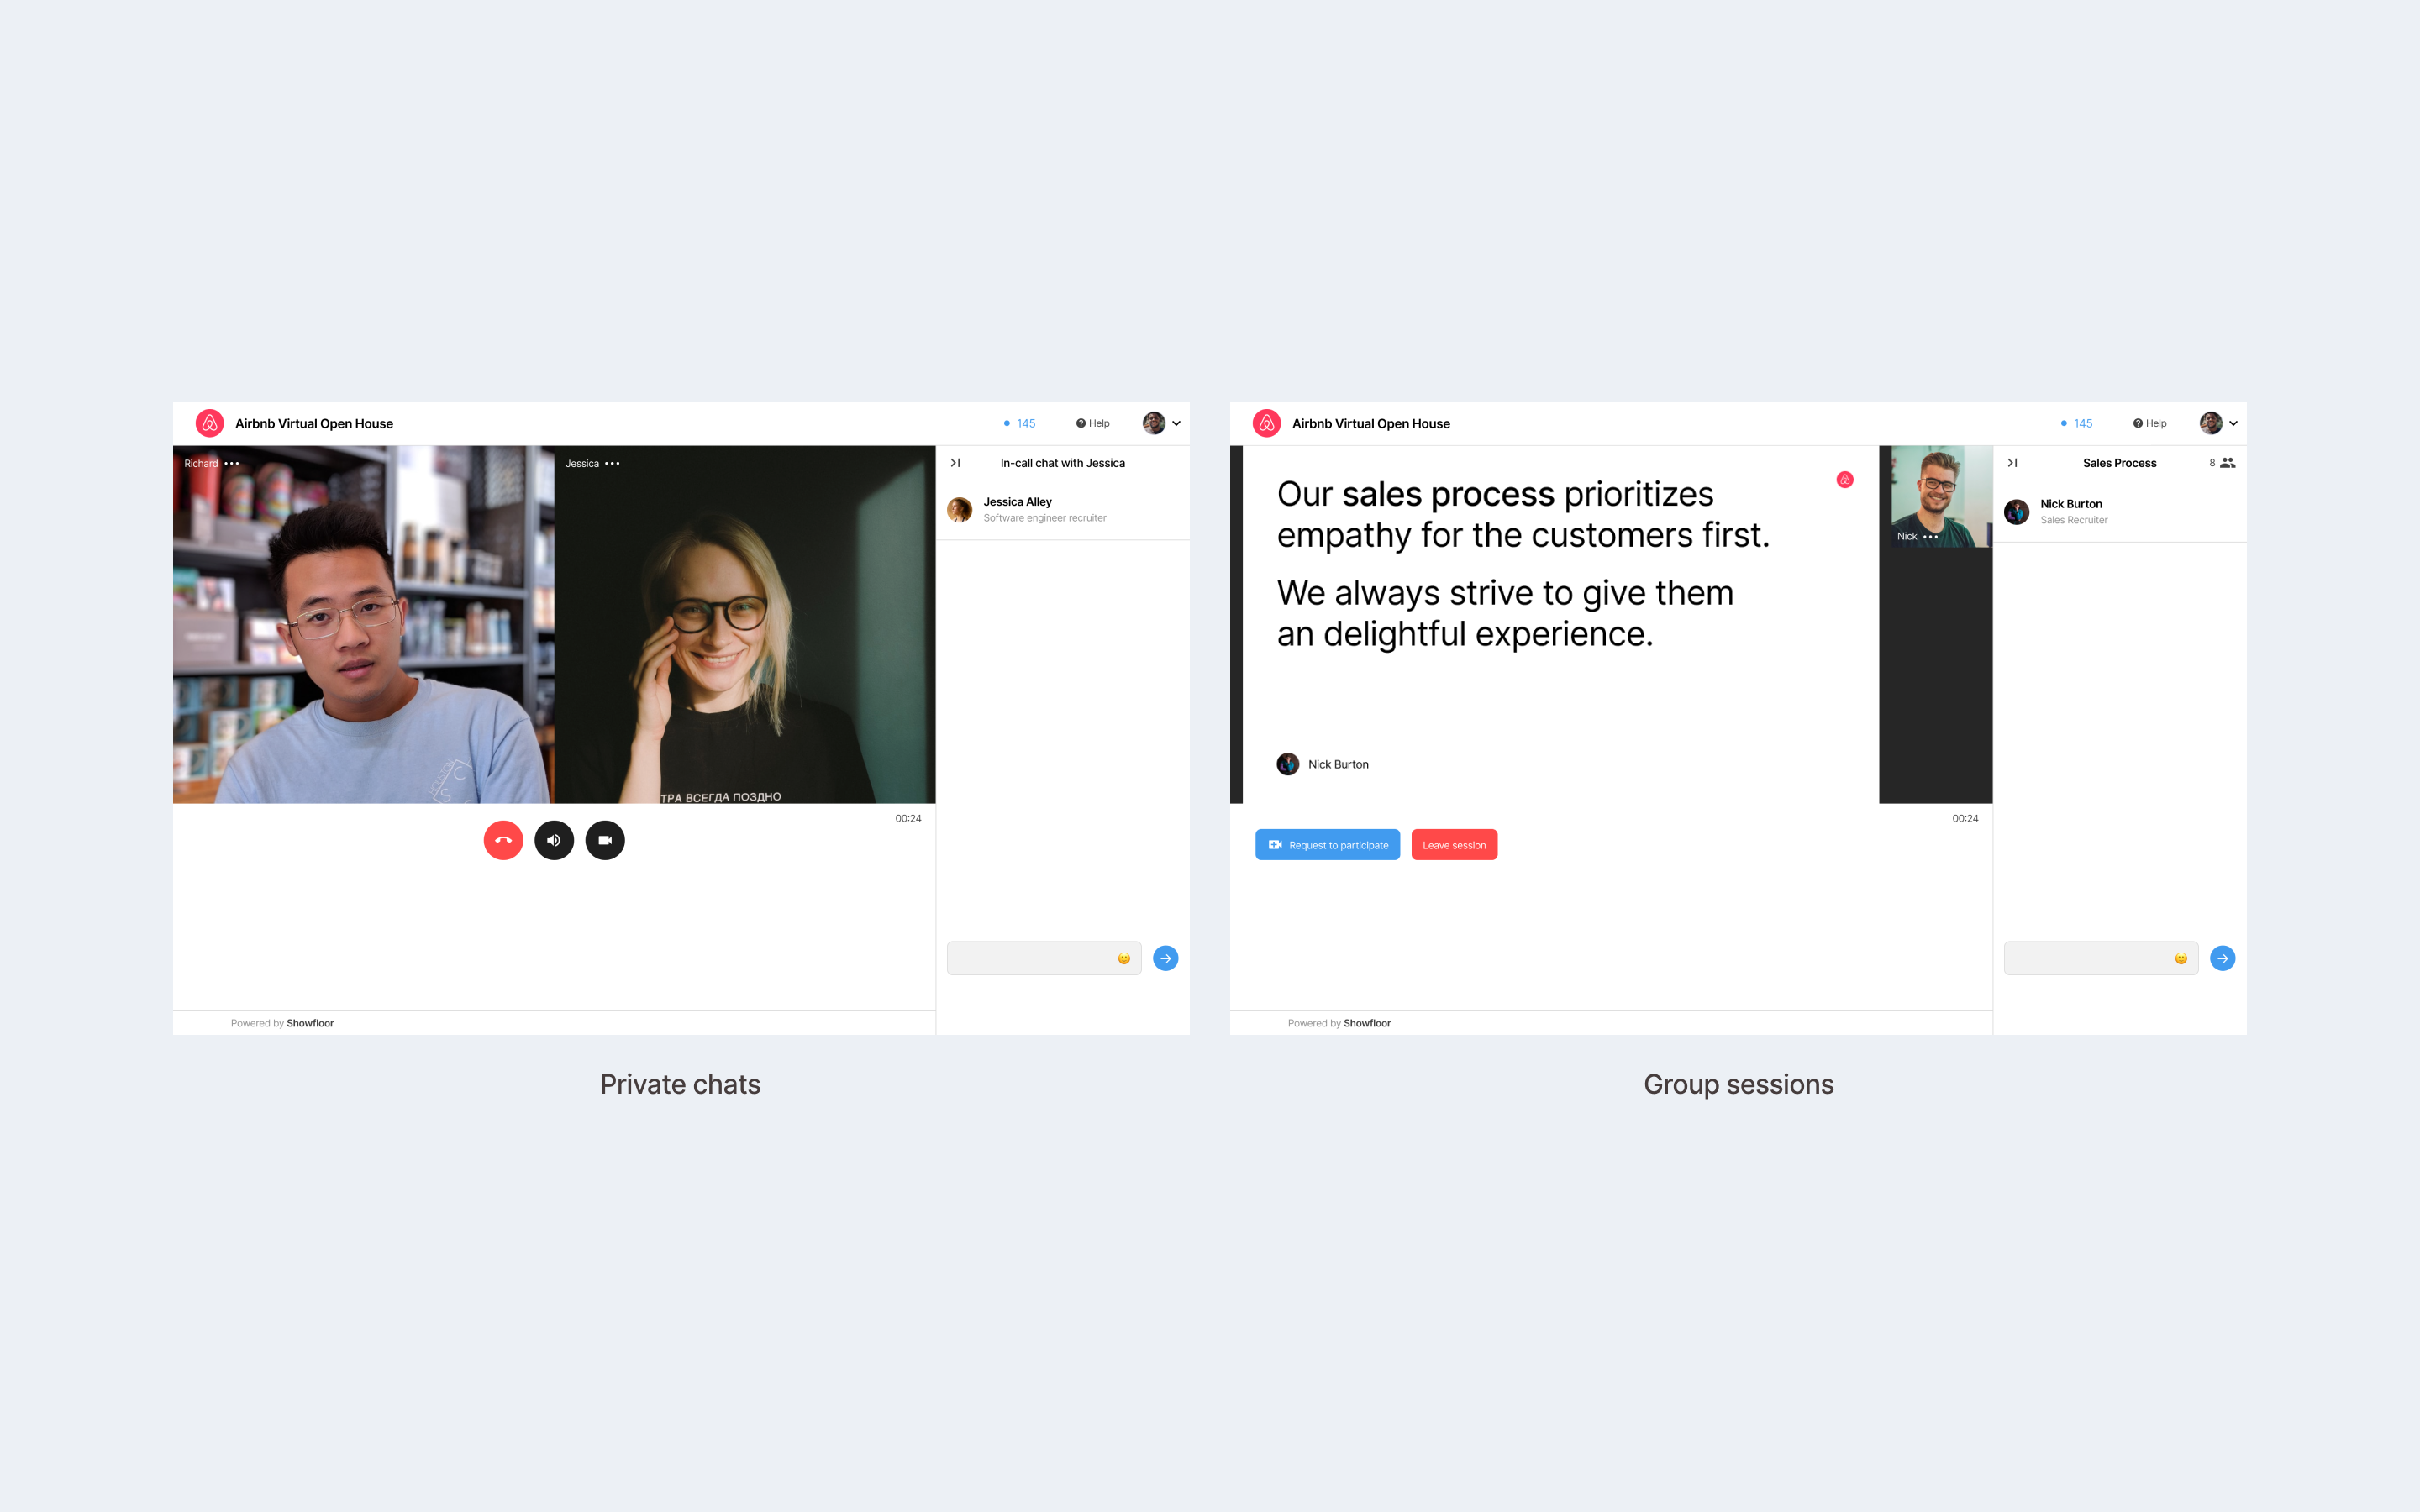 Airbnb Virtual Open House
145
Help
Richard
Jessica
ТРА ВСЕГДА ПОЗДНО
00:24
In-call chat with Jessica
Jessica Alley
Software engineer recruiter
Powered by Showfloor
Private chats
Airbnb Virtual Open House
145
Help
Our sales process prioritizes
empathy for the customers first.
We always strive to give them
an delightful experience.
Nick Burton
Nick
00:24
Request to participate
Leave session
Sales Process
8
Nick Burton
Sales Recruiter
Powered by Showfloor
Group sessions